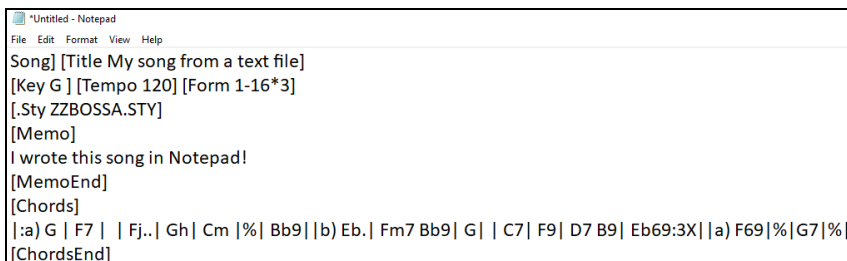 *Untitled - Notepad
File Edit Format View Help
Song] [Title My song from a text file]
[Key G ] [Tempo 120] [Form 1-16*3]
[.Sty ZZBOSSA.STY]
[Memo]
I wrote this song in Notepad!
[MemoEnd]
[Chords]
|:a) G | F7 |  | Fj..| Gh| Cm |%| Bb9||b) Eb.| Fm7 Bb9| G| | C7| F9| D7 B9| Eb69:3X||a) F69|%|G7|%|
[ChordsEnd]